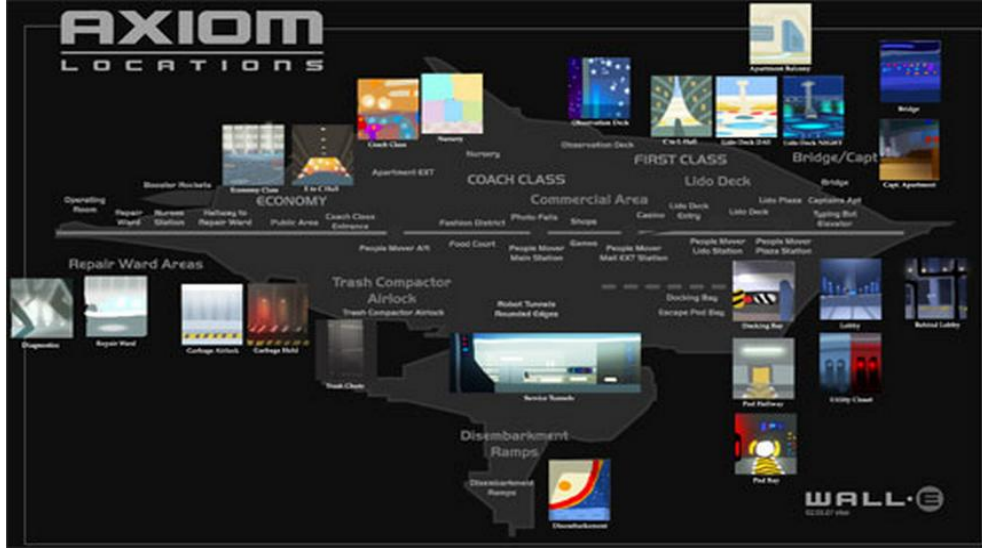 AXIOM
LOCATIONS
Apartment Balcony
Bridge
Coach Class
Nursery
Observation Deck
Lido Deck DAY
Lido Deck NIGHT
Economy Class
E to C Hall
Nursery
Observation Deck
FIRST CLASS
Bridge/Capt
Capt. Apartment
Apartment EXT
COACH CLASS
Lido Deck
Bridge
Booster Rockets
ECONOMY
Commercial Area
Operating
Room
Repair
Ward
Nurses
Station
Hallway to
Repair Ward
Public Area
Coach Class
Entrance
Fashion District
Photo Falls
Shops
Casino
Lido Deck
Entry
Lido Deck
Lido Plaza
Captains Apt
Typing Bot
Elevator
People Mover
Food Court
People Mover
Main Station
Games
People Mover
Station
People Mover
Lido Station
People Mover
Plaza Station
Repair Ward Areas
Trash Compactor
Airlock
Trash Compactor Airlock
Robot Tunnels
Rounded Edges
Docking Bay
Escape Pod Bay
Diagnostics
Repair Ward
Garbage Airlock
Garbage Hold
Trash Chute
Service Tunnels
Docking Bay
Lobby
Behind Lobby
Pod Hallway
Utility Closet
Pod Bay
Disembarkment
Ramps
Disembarkment
Ramps
Disembarkment
WALL•E